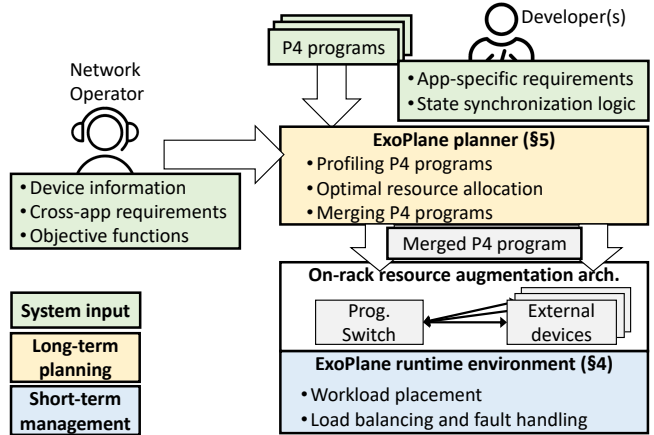 Developer(s)
P4 programs
• App-specific requirements
• State synchronization logic
Network
Operator
• Device information
• Cross-app requirements
• Objective functions
ExoPlane planner (§5)
• Profiling P4 programs
• Optimal resource allocation
• Merging P4 programs
Merged P4 program
On-rack resource augmentation arch.
Prog.
Switch
External
devices
ExoPlane runtime environment (§4)
• Workload placement
• Load balancing and fault handling
System input
Long-term
planning
Short-term
management